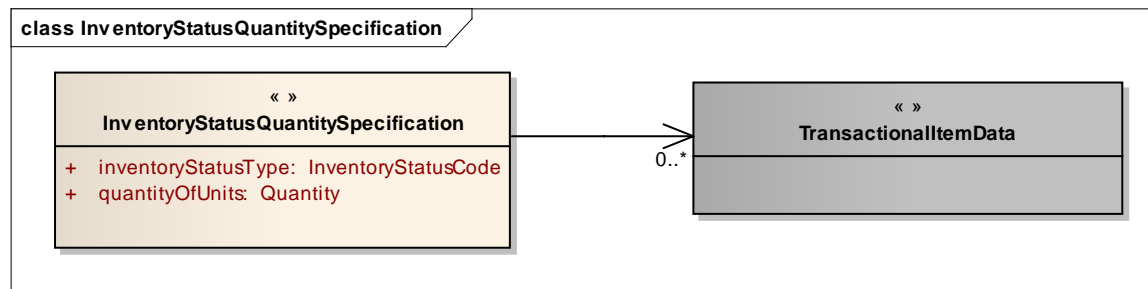 class InventoryStatusQuantitySpecification
« »
InventoryStatusQuantitySpecification
+ inventoryStatusType: InventoryStatusCode
+ quantityOfUnits: Quantity
0..*
« »
TransactionalItemData